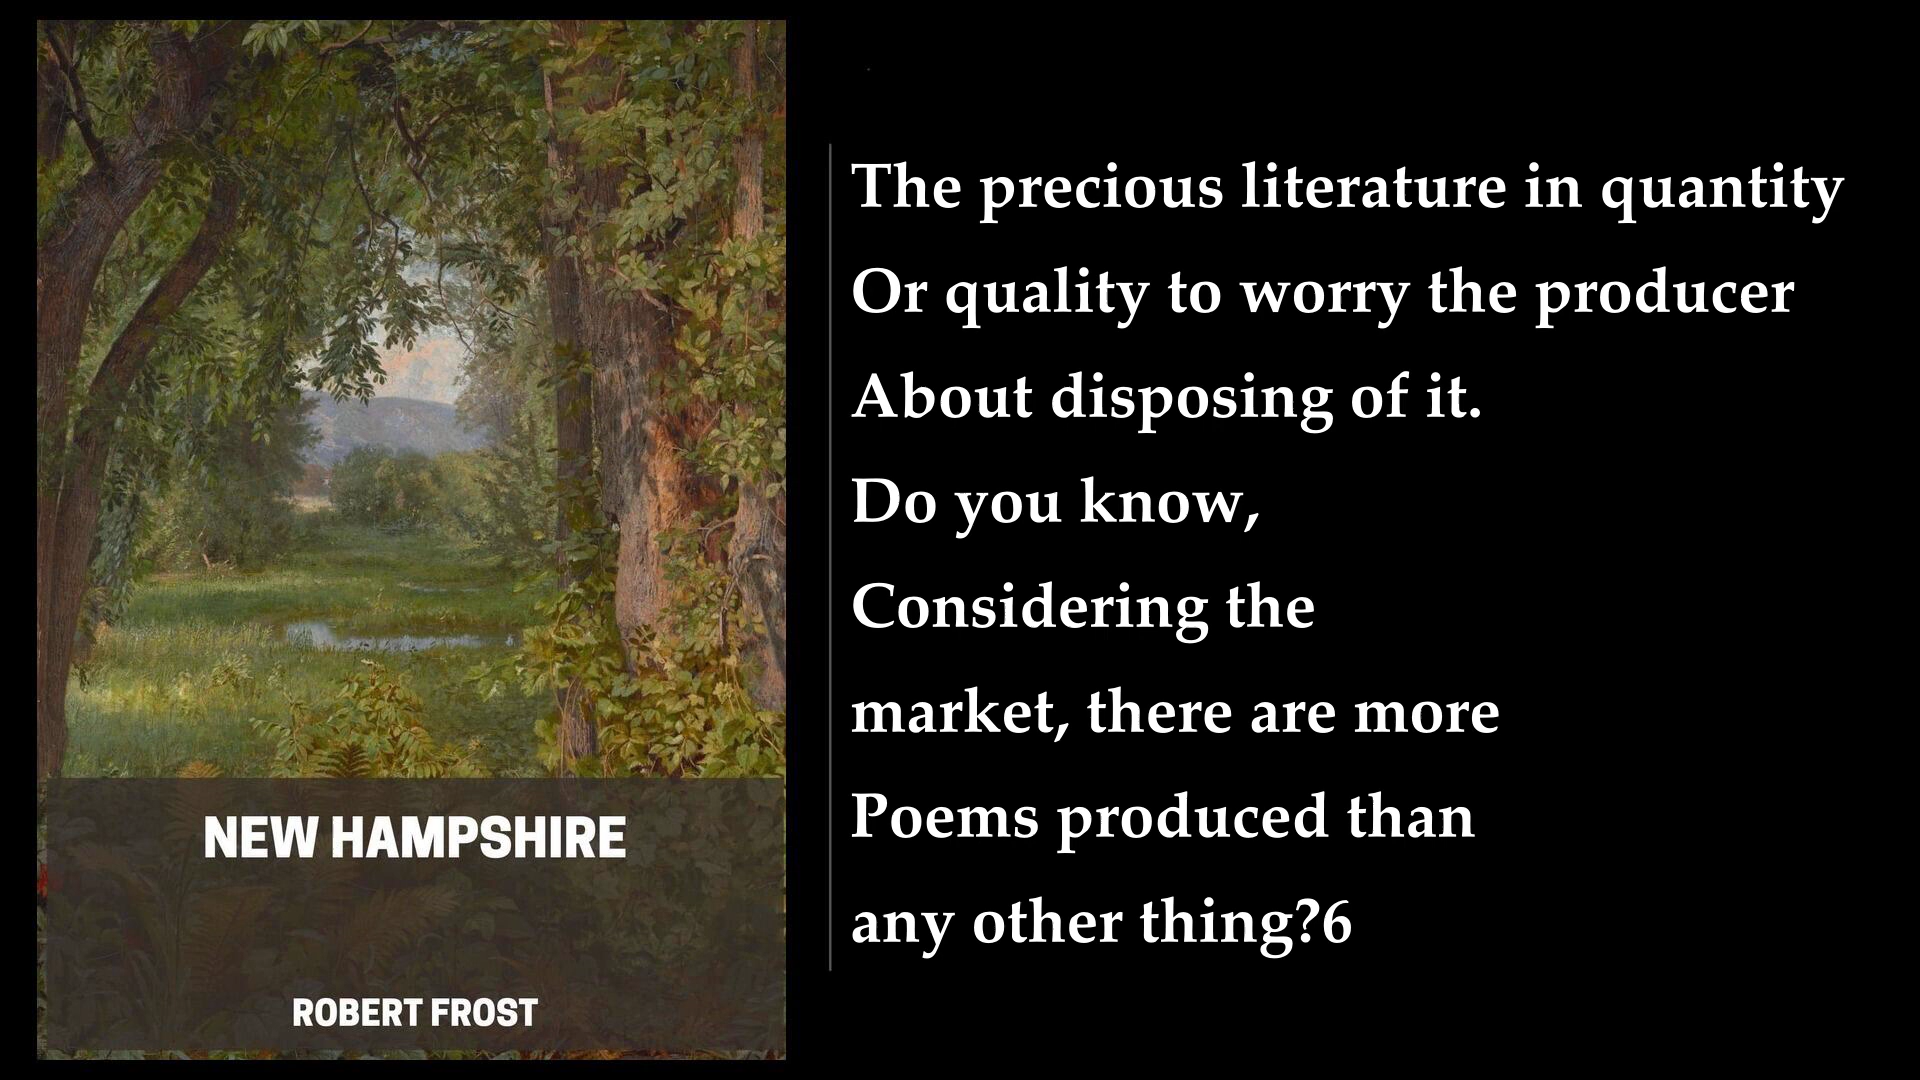 NEW HAMPSHIRE
ROBERT FROST
The precious literature in quantity
Or quality to worry the producer
About disposing of it.
Do you know,
Considering the
market, there are more
Poems produced than
any other thing?6